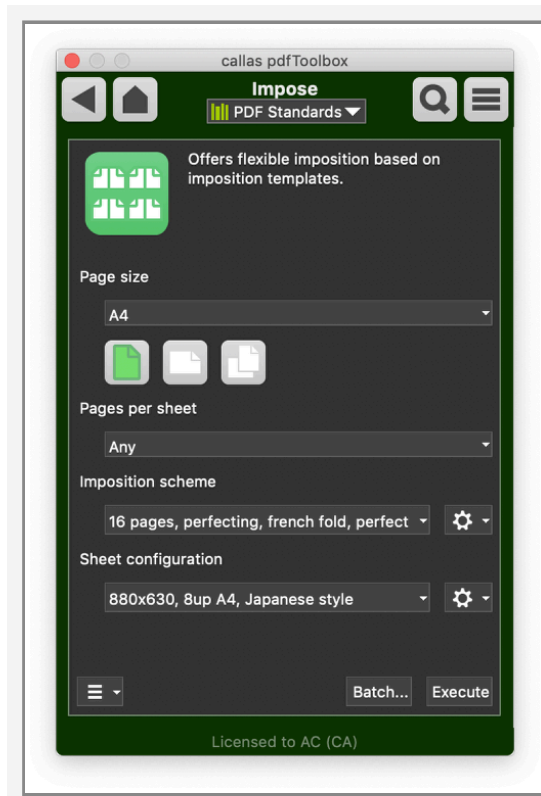 callas pdfToolbox
Impose
PDF Standards
Offers flexible imposition based on
imposition templates.
Page size
A4
Pages per sheet
Any
Imposition scheme
16 pages, perfecting, french fold, perfect
Sheet configuration
880x630, 8up A4, Japanese style
Batch... Execute
Licensed to AC (CA)